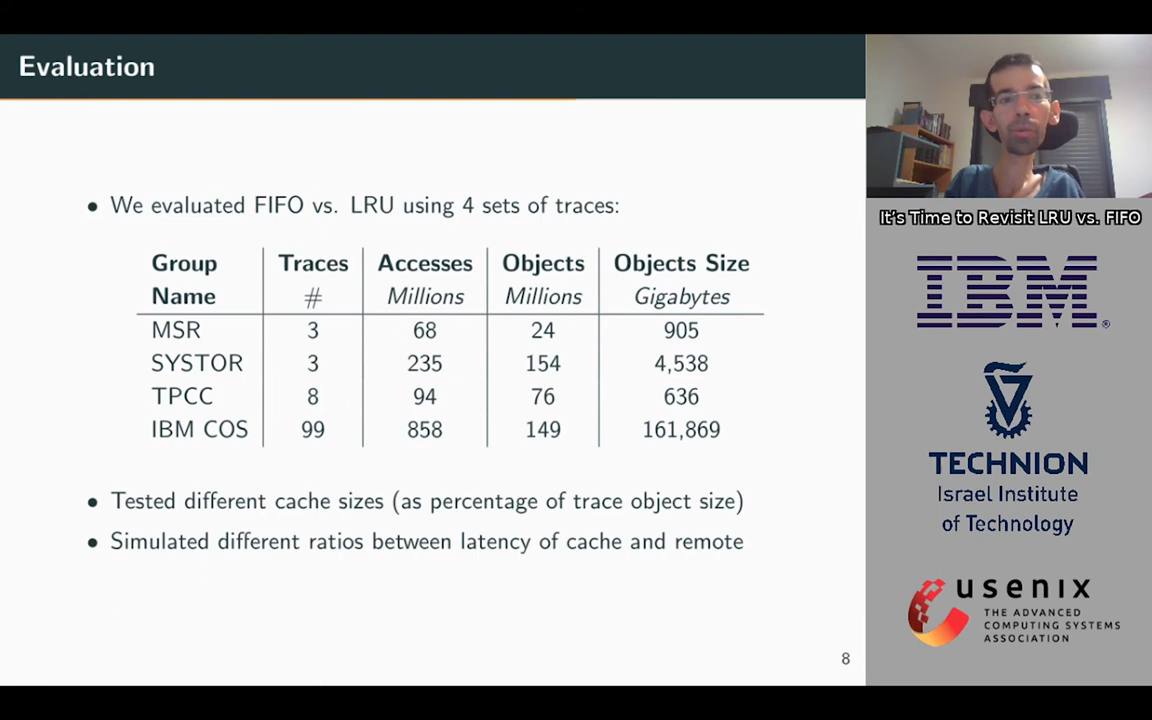 Evaluation
• We evaluated FIFO vs. LRU using 4 sets of traces:
Group Name | Traces # | Accesses Millions | Objects Millions | Objects Size Gigabytes
MSR 3 68 24 905
SYSTOR 3 235 154 4,538
TPCC 8 94 76 636
IBM COS 99 858 149 161,869
• Tested different cache sizes (as percentage of trace object size)
• Simulated different ratios between latency of cache and remote
8
It's Time to Revisit LRU vs. FIFO
IBM®
TECHNION
Israel Institute
of Technology
usenix
THE ADVANCED
COMPUTING SYSTEMS
ASSOCIATION